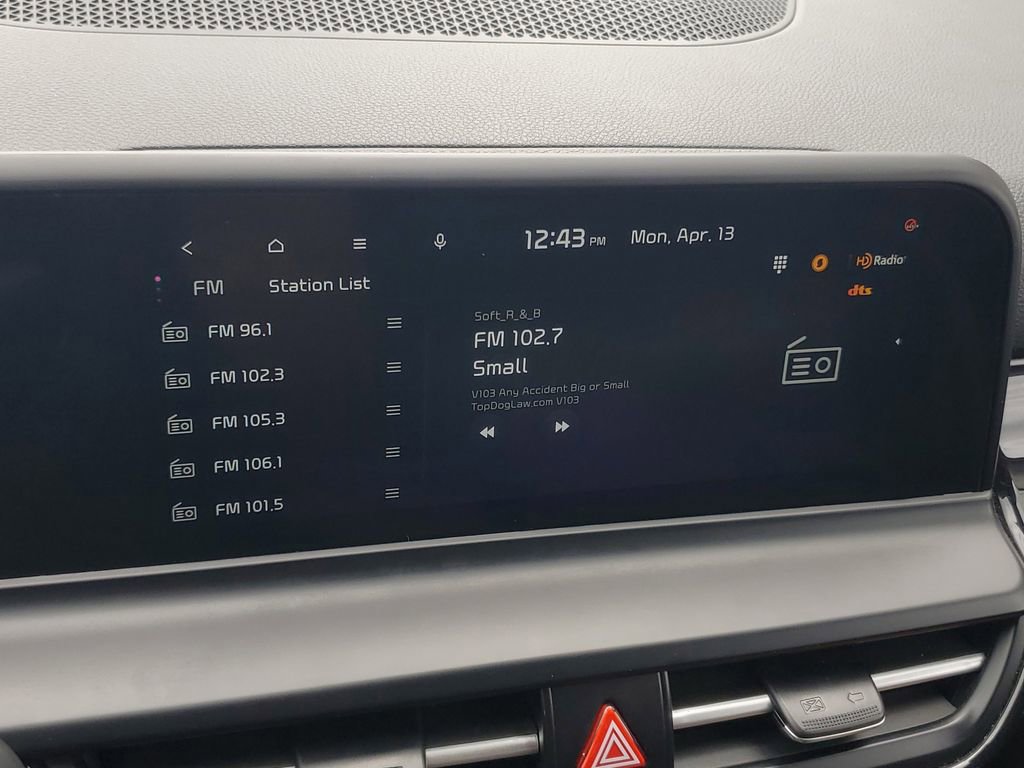 12:43 PM Mon, Apr. 13
FM Station List
HD Radio
dts
FM 96.1
FM 102.3
FM 105.3
FM 106.1
FM 101.5
Soft_R_&_B
FM 102.7
Small
V103 Any Accident Big or Small
TopDogLaw.com V103